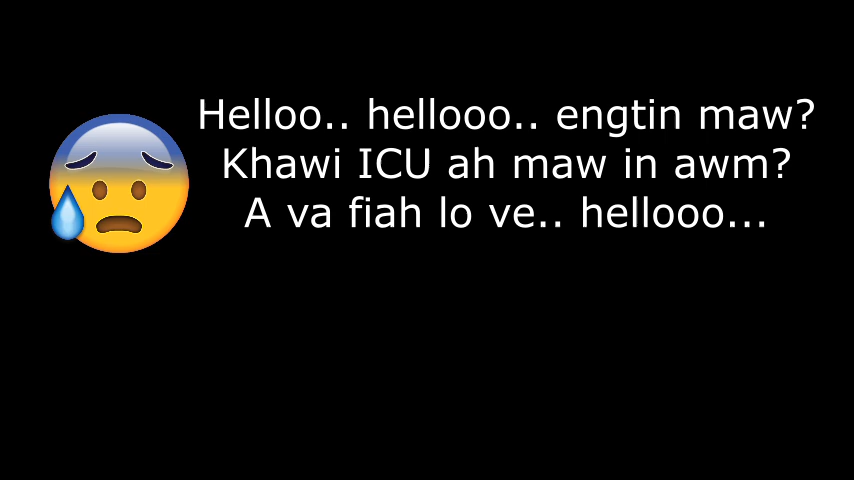 Helloo.. hellooo.. engtin maw?
Khawi ICU ah maw in awm?
A va fiah lo ve.. hellooo...